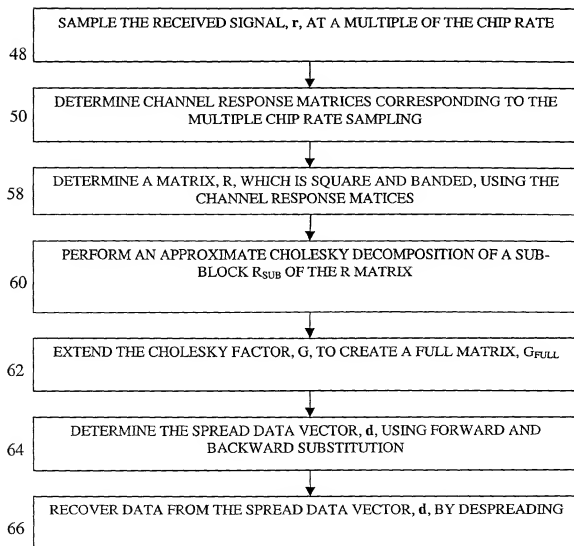 SAMPLE THE RECEIVED SIGNAL, r, AT A MULTIPLE OF THE CHIP RATE
48
DETERMINE CHANNEL RESPONSE MATRICES CORRESPONDING TO THE
MULTIPLE CHIP RATE SAMPLING
50
DETERMINE A MATRIX, R, WHICH IS SQUARE AND BANDED, USING THE
CHANNEL RESPONSE MATICES
58
PERFORM AN APPROXIMATE CHOLESKY DECOMPOSITION OF A SUB-
BLOCK RSUB OF THE R MATRIX
60
EXTEND THE CHOLESKY FACTOR, G, TO CREATE A FULL MATRIX, GFULL
62
DETERMINE THE SPREAD DATA VECTOR, d, USING FORWARD AND
BACKWARD SUBSTITUTION
64
RECOVER DATA FROM THE SPREAD DATA VECTOR, d, BY DESPREADING
66